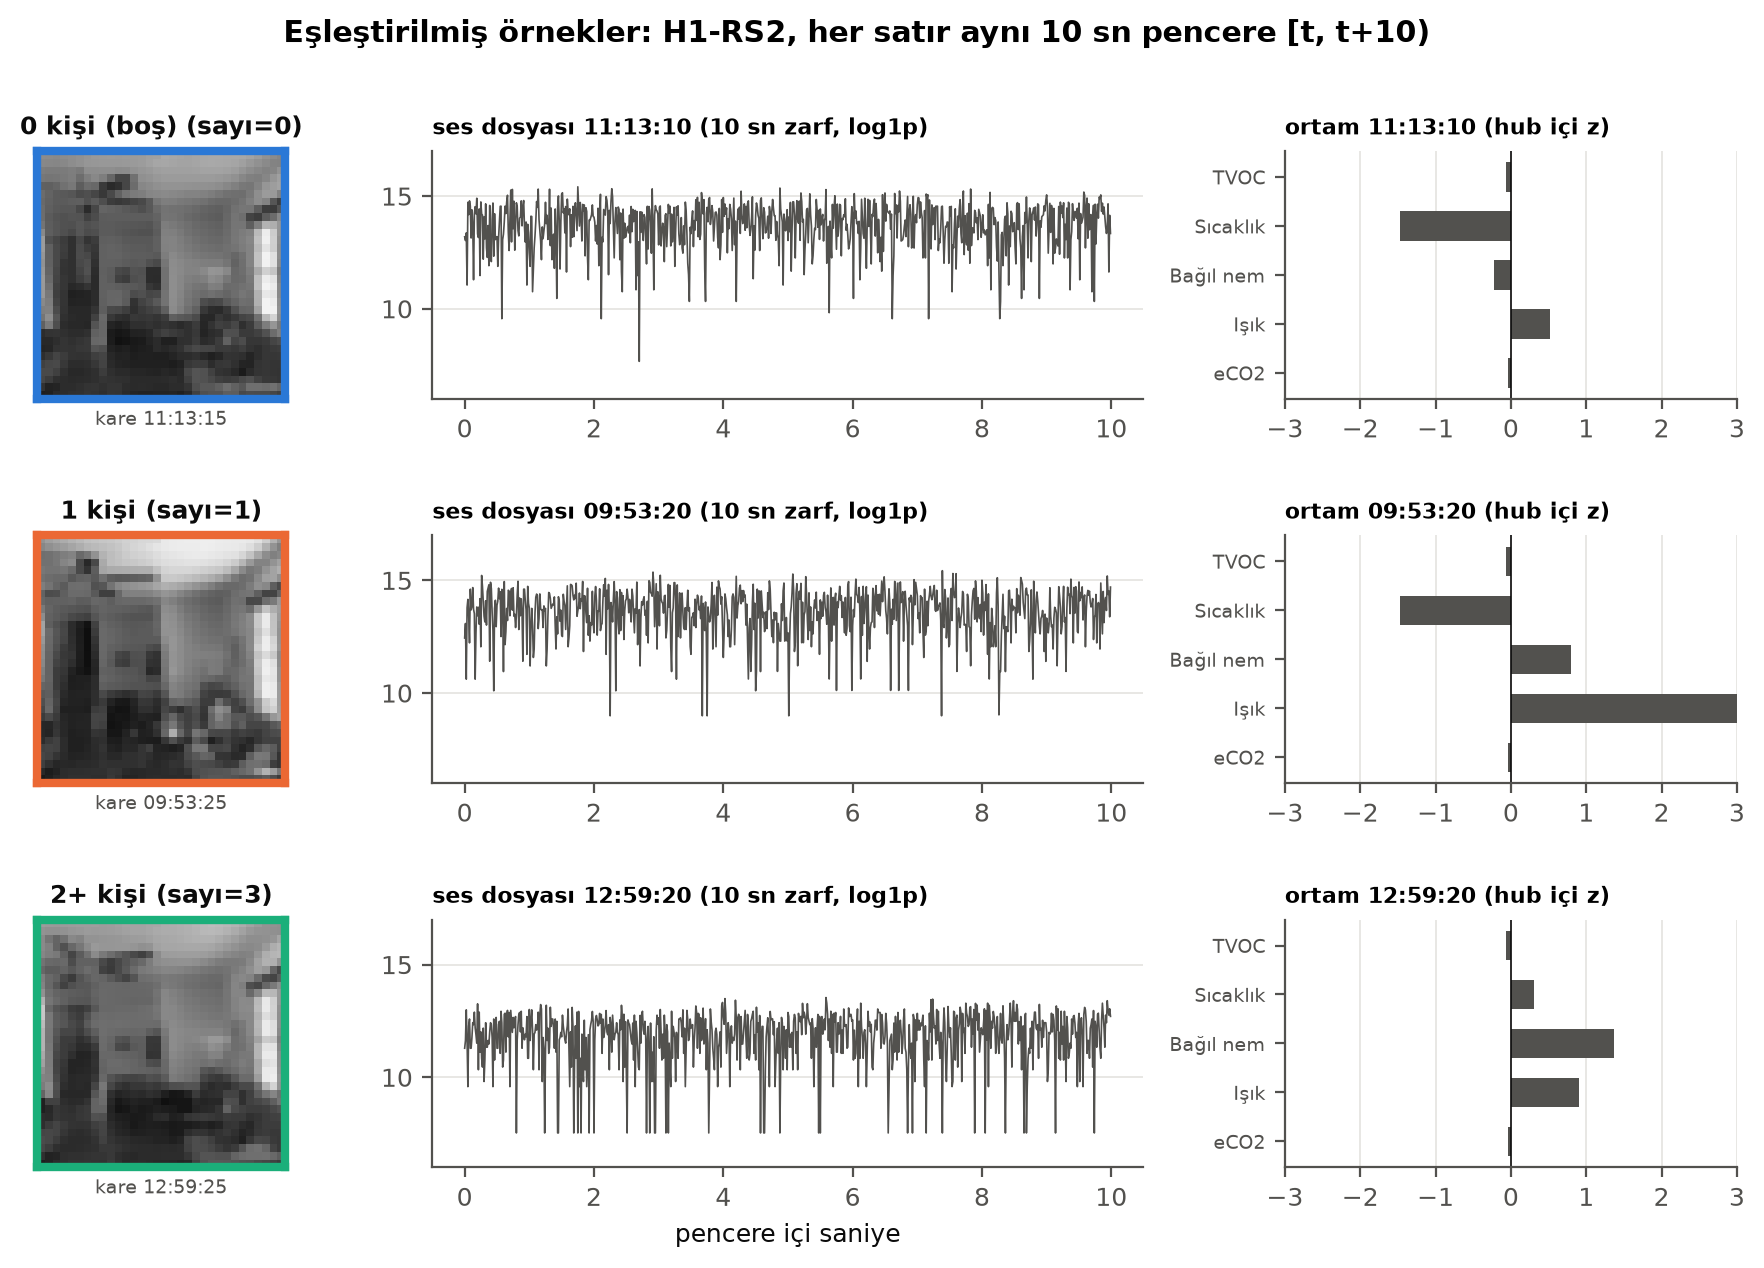 Eşleştirilmiş örnekler: H1-RS2, her satır aynı 10 sn pencere [t, t+10)
0 kişi (boş) (sayı=0)
kare 11:13:15
ses dosyası 11:13:10 (10 sn zarf, log1p)
15
10
0 2 4 6 8 10
ortam 11:13:10 (hub içi z)
TVOC
Sıcaklık
Bağıl nem
Işık
eCO2
−3 −2 −1 0 1 2 3
1 kişi (sayı=1)
kare 09:53:25
ses dosyası 09:53:20 (10 sn zarf, log1p)
15
10
0 2 4 6 8 10
ortam 09:53:20 (hub içi z)
TVOC
Sıcaklık
Bağıl nem
Işık
eCO2
−3 −2 −1 0 1 2 3
2+ kişi (sayı=3)
kare 12:59:25
ses dosyası 12:59:20 (10 sn zarf, log1p)
15
10
0 2 4 6 8 10
pencere içi saniye
ortam 12:59:20 (hub içi z)
TVOC
Sıcaklık
Bağıl nem
Işık
eCO2
−3 −2 −1 0 1 2 3